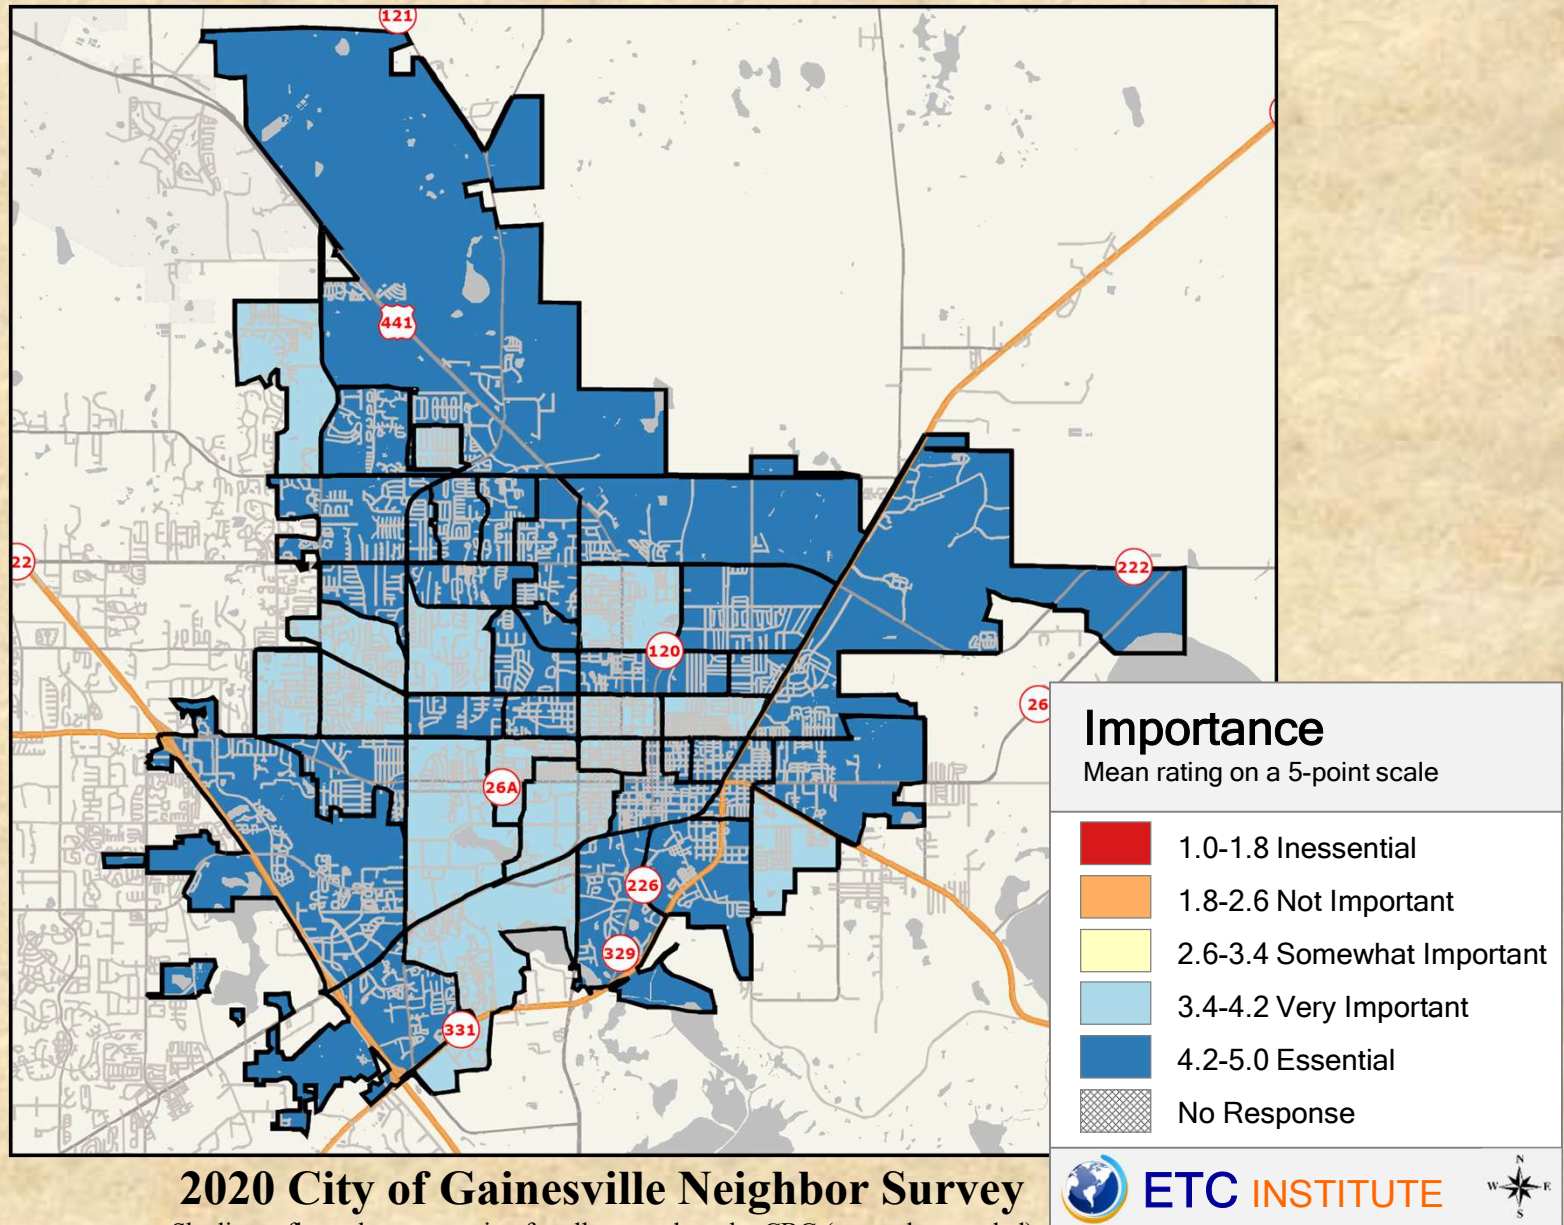 121
441
22
222
120
26
26A
226
329
331
Importance
Mean rating on a 5-point scale
1.0-1.8 Inessential
1.8-2.6 Not Important
2.6-3.4 Somewhat Important
3.4-4.2 Very Important
4.2-5.0 Essential
No Response
2020 City of Gainesville Neighbor Survey
ETC INSTITUTE
N
W E
S